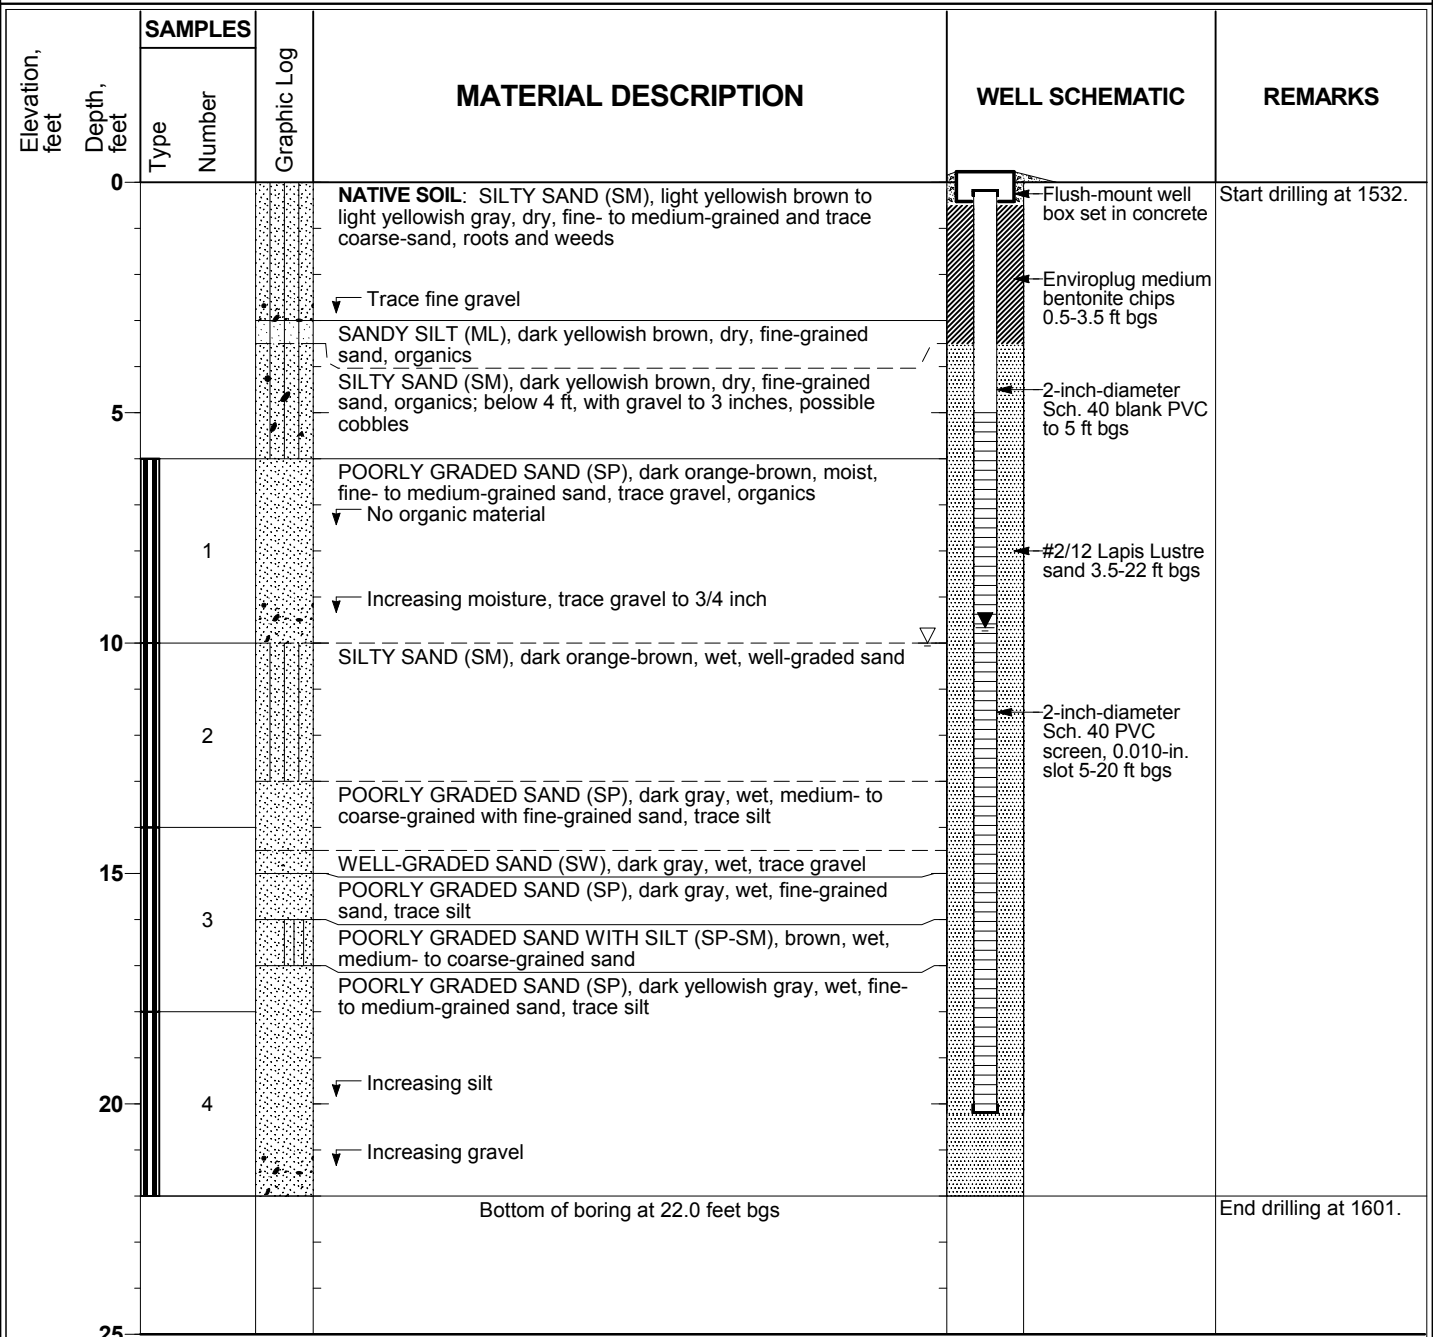 SAMPLES
Elevation,
feet
Depth,
feet
Type
Number
Graphic Log
MATERIAL DESCRIPTION
WELL SCHEMATIC
REMARKS
0
NATIVE SOIL: SILTY SAND (SM), light yellowish brown to
light yellowish gray, dry, fine- to medium-grained and trace
coarse-sand, roots and weeds
Flush-mount well
box set in concrete
Start drilling at 1532.
Enviroplug medium
bentonite chips
0.5-3.5 ft bgs
Trace fine gravel
SANDY SILT (ML), dark yellowish brown, dry, fine-grained
sand, organics
SILTY SAND (SM), dark yellowish brown, dry, fine-grained
sand, organics; below 4 ft, with gravel to 3 inches, possible
cobbles
2-inch-diameter
Sch. 40 blank PVC
to 5 ft bgs
5
POORLY GRADED SAND (SP), dark orange-brown, moist,
fine- to medium-grained sand, trace gravel, organics
No organic material
1
#2/12 Lapis Lustre
sand 3.5-22 ft bgs
Increasing moisture, trace gravel to 3/4 inch
10
SILTY SAND (SM), dark orange-brown, wet, well-graded sand
2
2-inch-diameter
Sch. 40 PVC
screen, 0.010-in.
slot 5-20 ft bgs
POORLY GRADED SAND (SP), dark gray, wet, medium- to
coarse-grained with fine-grained sand, trace silt
15
WELL-GRADED SAND (SW), dark gray, wet, trace gravel
POORLY GRADED SAND (SP), dark gray, wet, fine-grained
sand, trace silt
3
POORLY GRADED SAND WITH SILT (SP-SM), brown, wet,
medium- to coarse-grained sand
POORLY GRADED SAND (SP), dark yellowish gray, wet, fine-
to medium-grained sand, trace silt
Increasing silt
20
4
Increasing gravel
Bottom of boring at 22.0 feet bgs
End drilling at 1601.
25